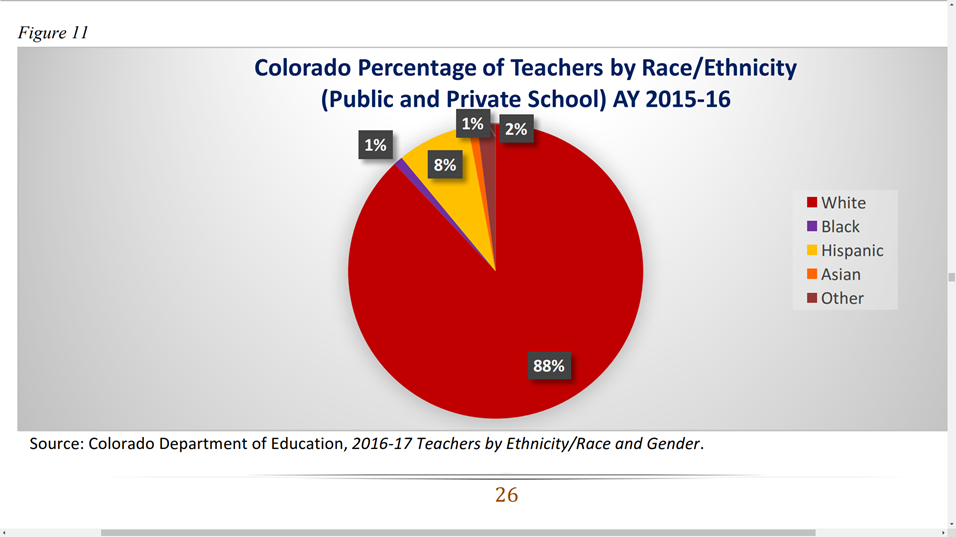 Figure 11
Colorado Percentage of Teachers by Race/Ethnicity
(Public and Private School) AY 2015-16
1%
2%
1%
8%
White
Black
Hispanic
Asian
Other
88%
Source: Colorado Department of Education, 2016-17 Teachers by Ethnicity/Race and Gender.
26